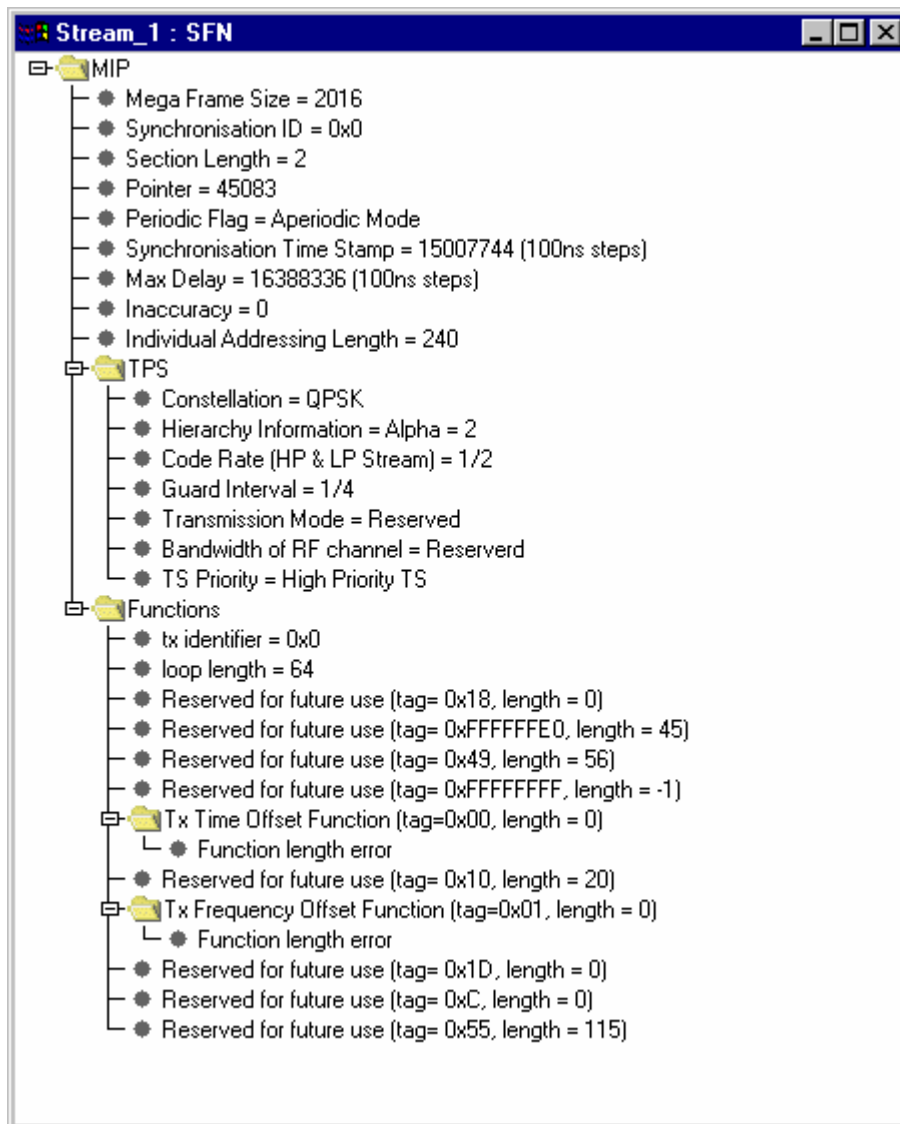 Stream_1 : SFN
MIP
Mega Frame Size = 2016
Synchronisation ID = 0x0
Section Length = 2
Pointer = 45083
Periodic Flag = Aperiodic Mode
Synchronisation Time Stamp = 15007744 (100ns steps)
Max Delay = 16388336 (100ns steps)
Inaccuracy = 0
Individual Addressing Length = 240
TPS
Constellation = QPSK
Hierarchy Information = Alpha = 2
Code Rate (HP & LP Stream) = 1/2
Guard Interval = 1/4
Transmission Mode = Reserved
Bandwidth of RF channel = Reserverd
TS Priority = High Priority TS
Functions
tx identifier = 0x0
loop length = 64
Reserved for future use (tag= 0x18, length = 0)
Reserved for future use (tag= 0xFFFFFFE0, length = 45)
Reserved for future use (tag= 0x49, length = 56)
Reserved for future use (tag= 0xFFFFFFFF, length = -1)
Tx Time Offset Function (tag=0x00, length = 0)
Function length error
Reserved for future use (tag= 0x10, length = 20)
Tx Frequency Offset Function (tag=0x01, length = 0)
Function length error
Reserved for future use (tag= 0x1D, length = 0)
Reserved for future use (tag= 0xC, length = 0)
Reserved for future use (tag= 0x55, length = 115)